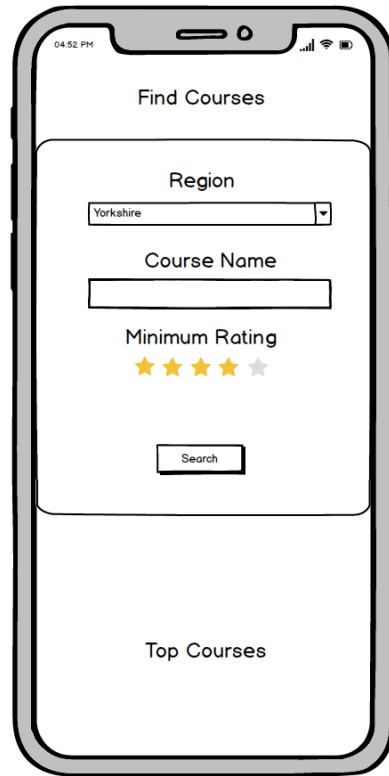 04:52 PM
Find Courses
Region
Yorkshire
Course Name
Minimum Rating
Search
Top Courses